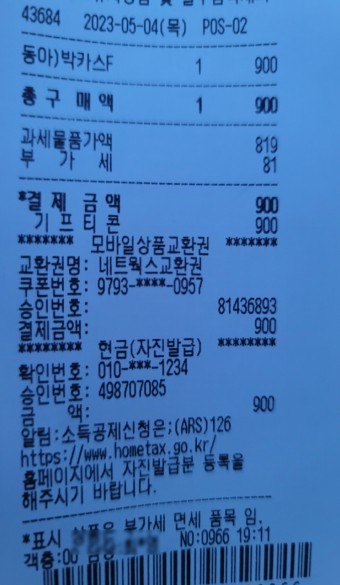 43684 2023-05-04(목) POS-02
동아)박카스F 1 900
총 구 매 액 1 900
과세물품가액 819
부 가 세 81
*결 제 금 액 900
기 프 티 콘 900
******* 모바일상품교환권 *******
교환권명: 네트웍스교환권
쿠폰번호: 9793-****-0957
승인번호: 81436893
결제금액: 900
******** 현금(자진발급) ********
확인번호: 010-***-1234
승인번호: 498707085
금 액: 900
알림:소득공제신청은;(ARS)126
https://www.hometax.go.kr/
홈페이지에서 자진발급분 등록을
해주시기 바랍니다.
*표시 상품은 부가세 면세 품목 임.
객층:00 NO:0966 19:11